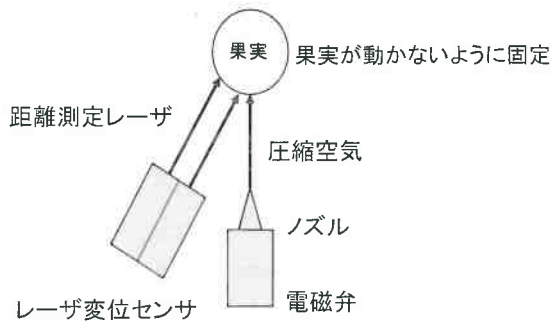 果実
果実が動かないように固定
距離測定レーザ
圧縮空気
ノズル
レーザ変位センサ
電磁弁